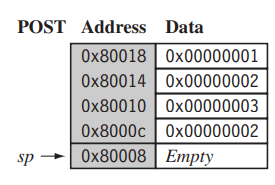 POST Address Data
0x80018 0x00000001
0x80014 0x00000002
0x80010 0x00000003
0x8000c 0x00000002
sp → 0x80008 Empty